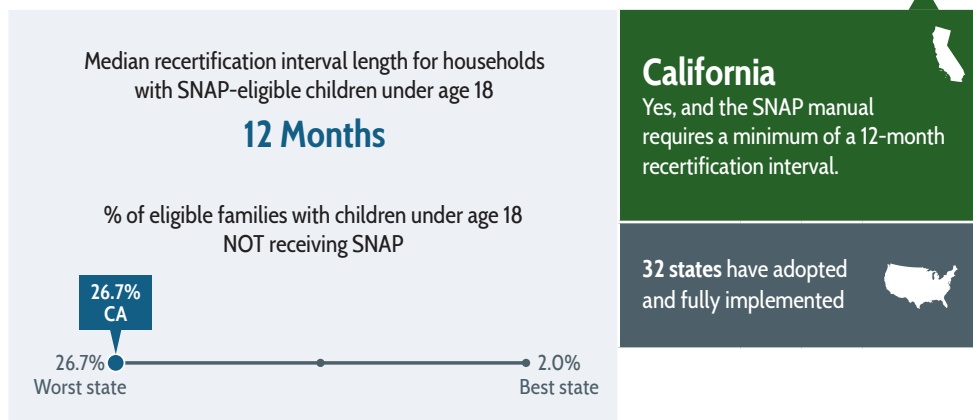 Median recertification interval length for households
with SNAP-eligible children under age 18
12 Months
% of eligible families with children under age 18
NOT receiving SNAP
26.7%
CA
26.7%
Worst state
2.0%
Best state
California
Yes, and the SNAP manual
requires a minimum of a 12-month
recertification interval.
32 states have adopted
and fully implemented